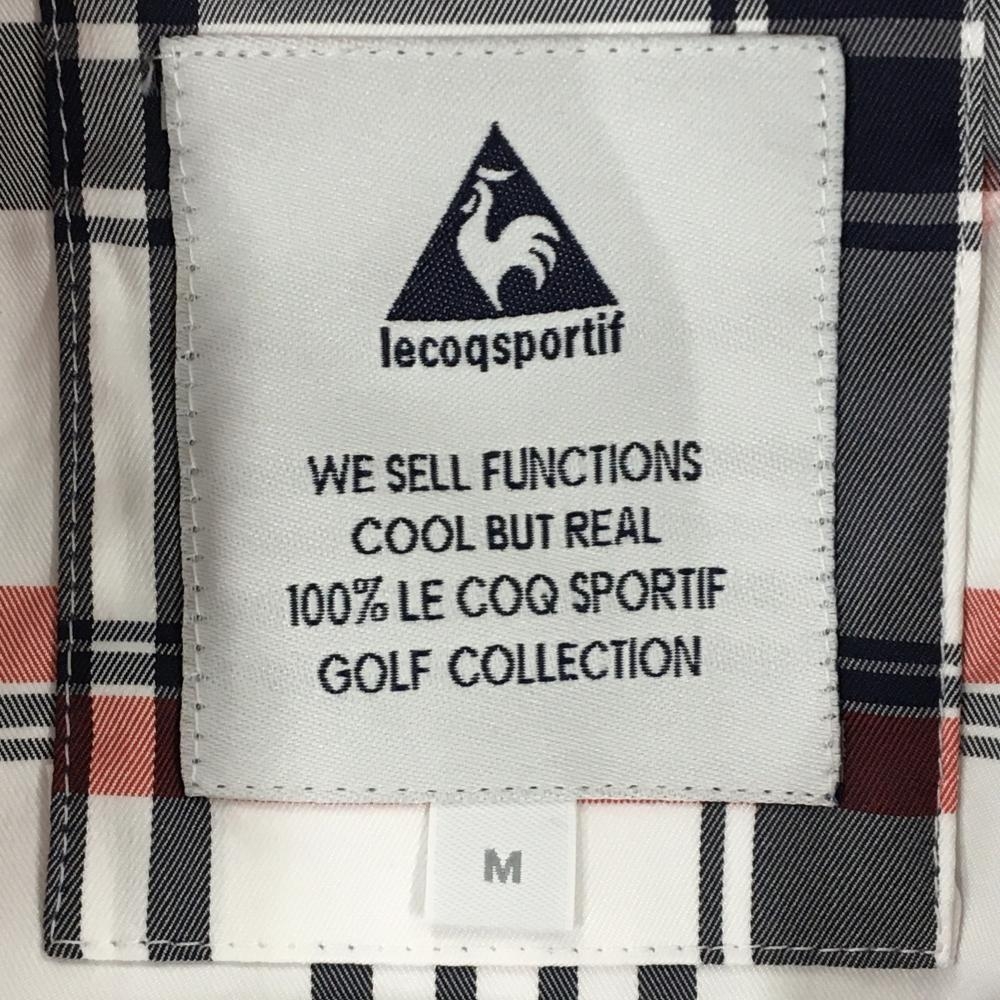 lecoqsportif
WE SELL FUNCTIONS
COOL BUT REAL
100% LE COQ SPORTIF
GOLF COLLECTION
M